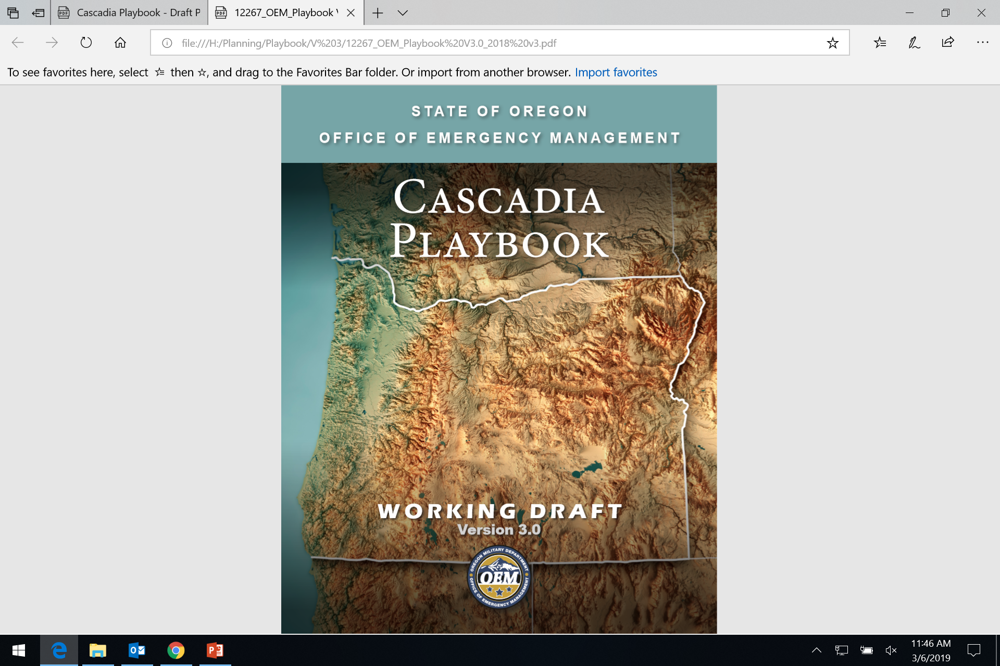 Cascadia Playbook - Draft P
12267_OEM_Playbook V
file:///H:/Planning/Playbook/V%203/12267_OEM_Playbook%20V3.0_2018%20v3.pdf
To see favorites here, select then , and drag to the Favorites Bar folder. Or import from another browser. Import favorites
STATE OF OREGON
OFFICE OF EMERGENCY MANAGEMENT
CASCADIA
PLAYBOOK
WORKING DRAFT
Version 3.0
OREGON MILITARY DEPARTMENT
OEM
OFFICE OF EMERGENCY MANAGEMENT
11:46 AM
3/6/2019